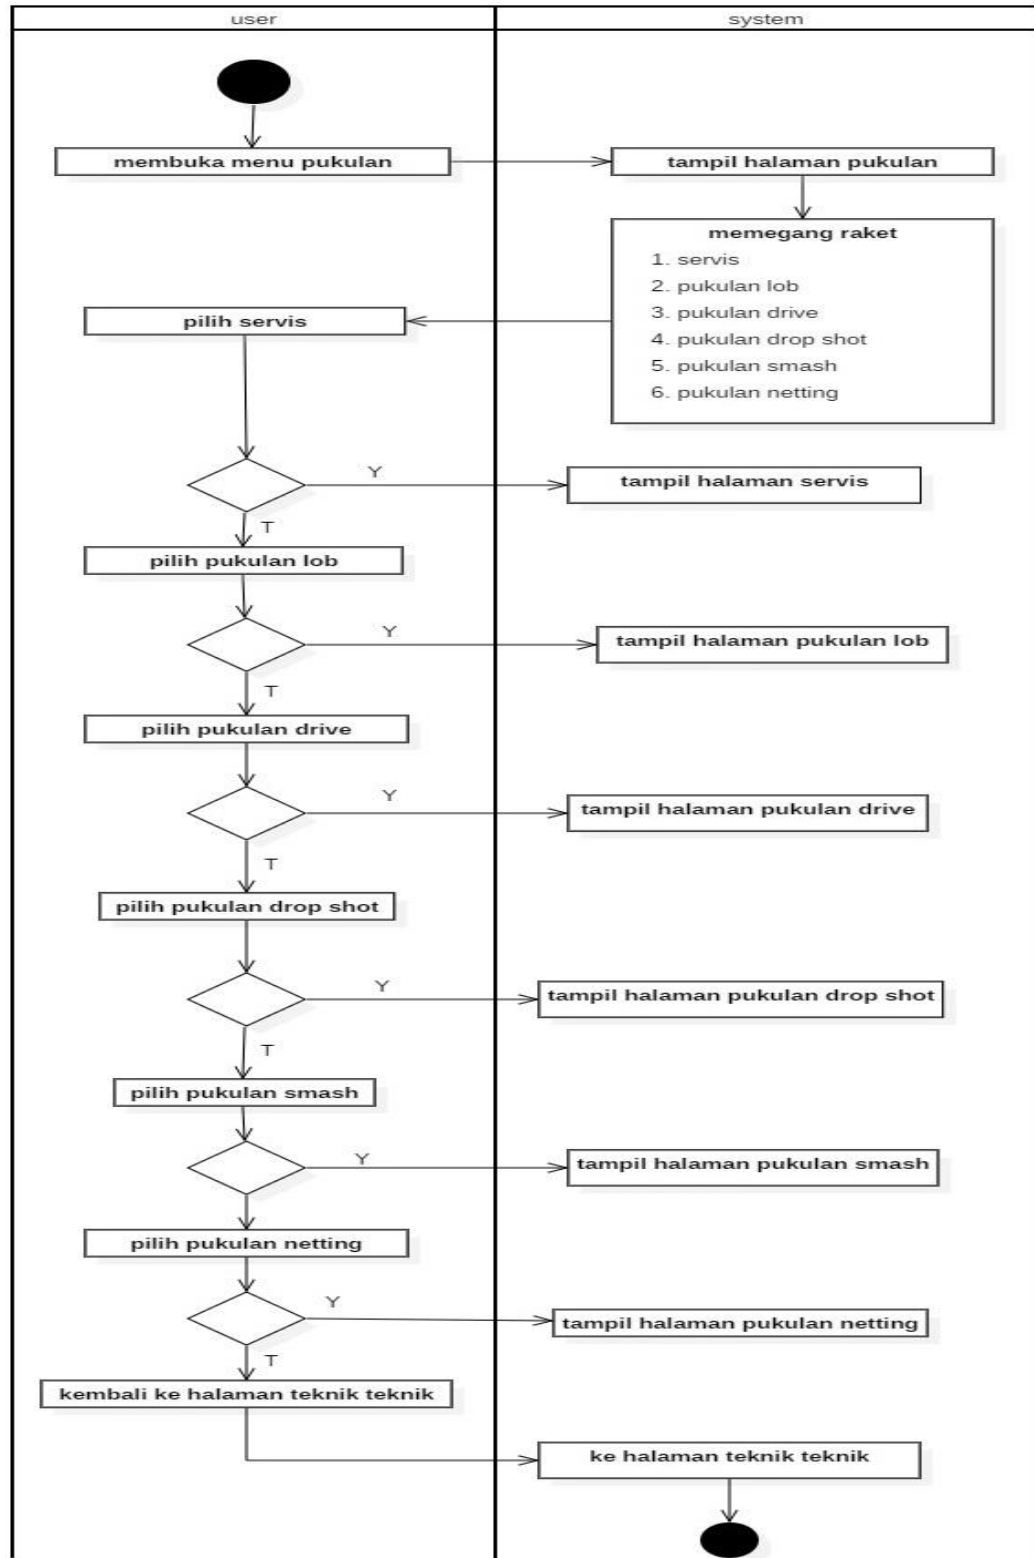 user
system
membuka menu pukulan
tampil halaman pukulan
memegang raket
1. servis
2. pukulan lob
3. pukulan drive
4. pukulan drop shot
5. pukulan smash
6. pukulan netting
pilih servis
Y
tampil halaman servis
T
pilih pukulan lob
Y
tampil halaman pukulan lob
T
pilih pukulan drive
Y
tampil halaman pukulan drive
T
pilih pukulan drop shot
Y
tampil halaman pukulan drop shot
T
pilih pukulan smash
Y
tampil halaman pukulan smash
pilih pukulan netting
Y
tampil halaman pukulan netting
T
kembali ke halaman teknik teknik
ke halaman teknik teknik